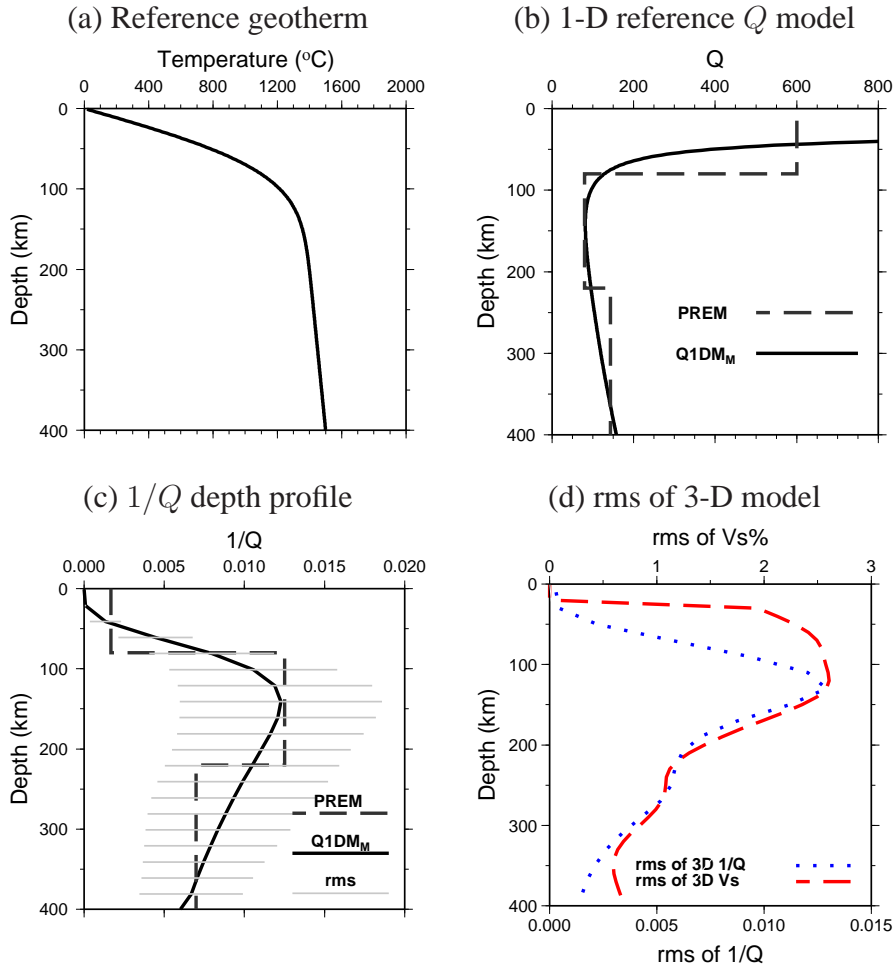 (a) Reference geotherm
Temperature (°C)
0 400 800 1200 1600 2000
0
100
200
300
400
Depth (km)
(b) 1-D reference Q model
Q
0 200 400 600 800
0
100
200
300
400
Depth (km)
PREM
Q1DM_M
(c) 1/Q depth profile
1/Q
0.000 0.005 0.010 0.015 0.020
0
100
200
300
400
Depth (km)
PREM
Q1DM_M
rms
(d) rms of 3-D model
rms of Vs%
0 1 2 3
0
100
200
300
400
Depth (km)
rms of 3D 1/Q
rms of 3D Vs
0.000 0.005 0.010 0.015
rms of 1/Q